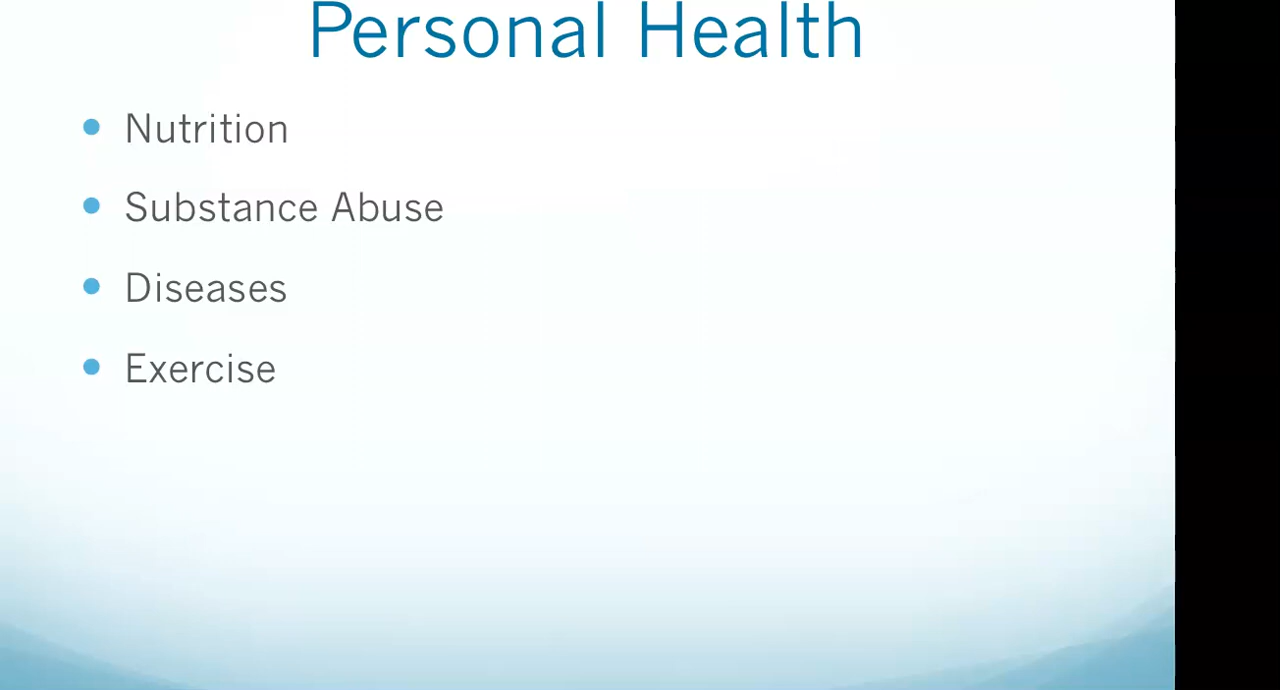 Personal Health
Nutrition
Substance Abuse
Diseases
Exercise